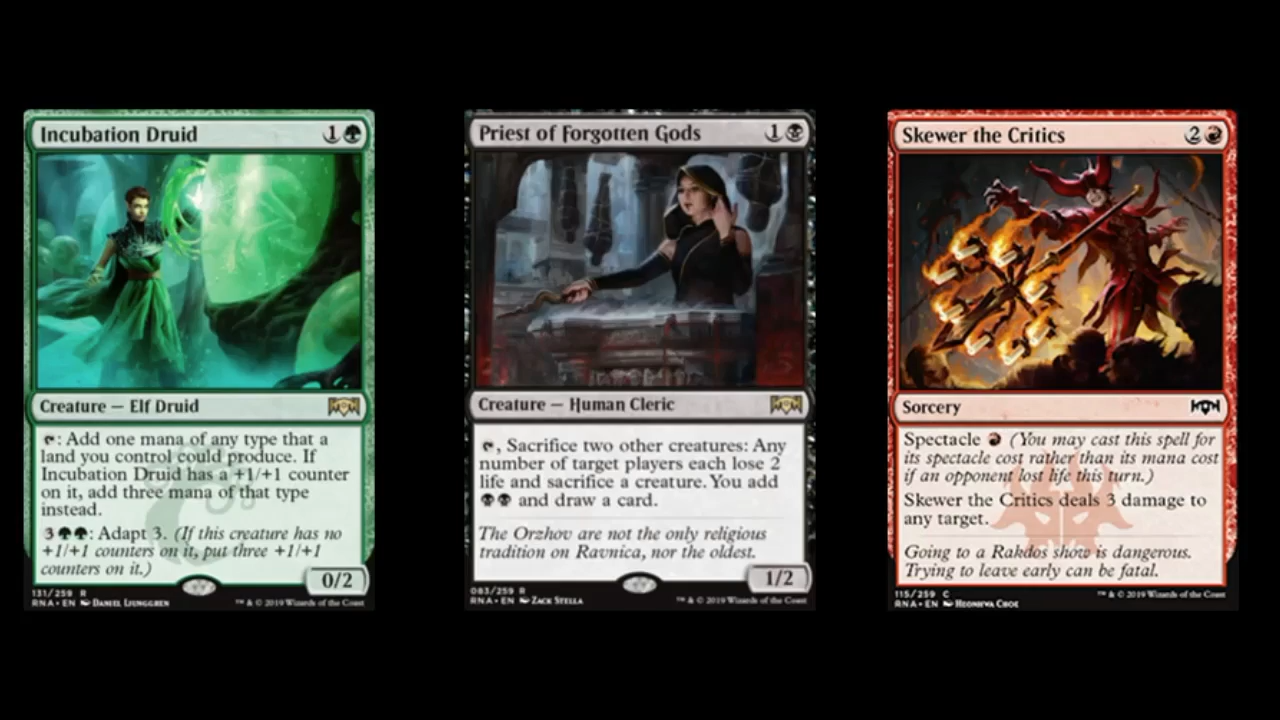 Incubation Druid 1
Creature — Elf Druid
: Add one mana of any type that a
land you control could produce. If
Incubation Druid has a +1/+1 counter
on it, add three mana of that type
instead.
3: Adapt 3. (If this creature has no
+1/+1 counters on it, put three +1/+1
counters on it.)
0/2
131/259 R
RNA • EN Daniel Ljunggren ™ & © 2019 Wizards of the Coast
Priest of Forgotten Gods 1
Creature — Human Cleric
, Sacrifice two other creatures: Any
number of target players each lose 2
life and sacrifice a creature. You add
and draw a card.
The Orzhov are not the only religious
tradition on Ravnica, nor the oldest.
1/2
083/259 R
RNA • EN Zack Stella ™ & © 2019 Wizards of the Coast
Skewer the Critics 2
Sorcery
Spectacle (You may cast this spell for
its spectacle cost rather than its mana cost
if an opponent lost life this turn.)
Skewer the Critics deals 3 damage to
any target.
Going to a Rakdos show is dangerous.
Trying to leave early can be fatal.
115/259 C
RNA • EN Heonhwa Choe ™ & © 2019 Wizards of the Coast